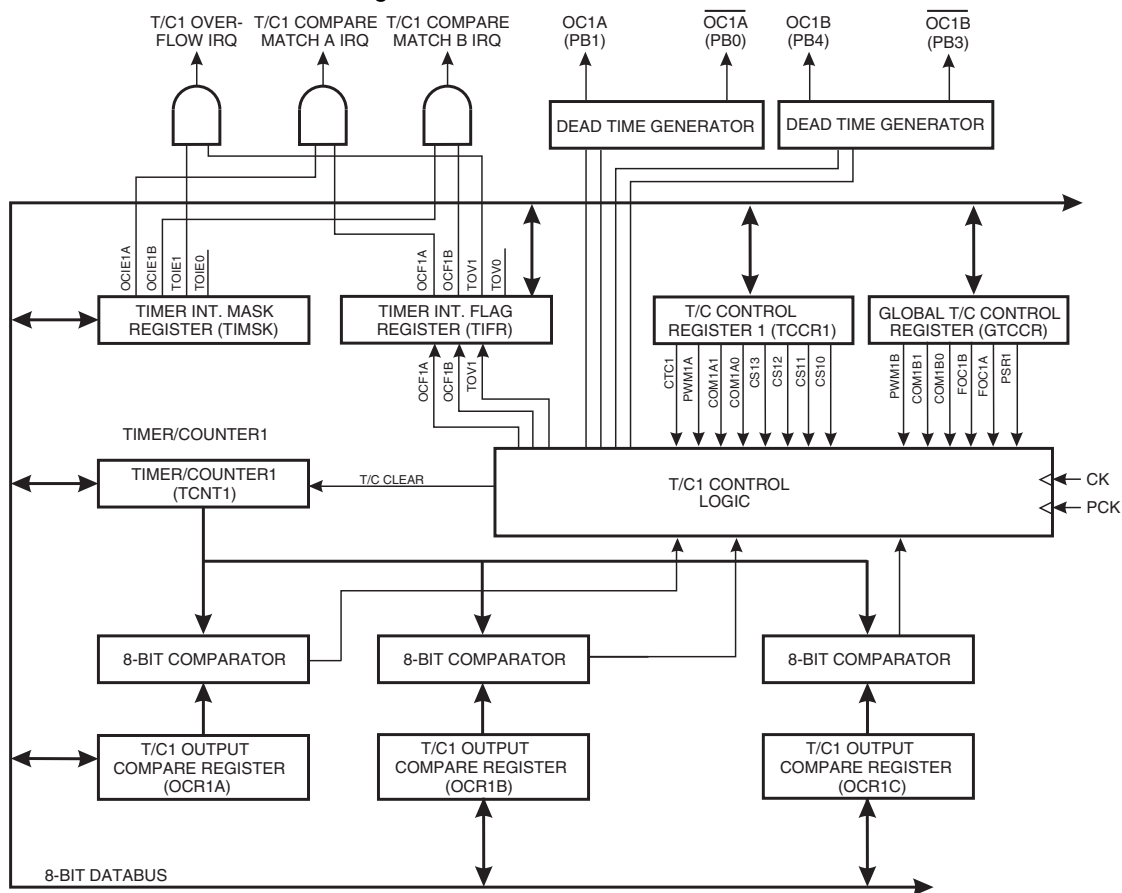 T/C1 OVER-
FLOW IRQ
T/C1 COMPARE
MATCH A IRQ
T/C1 COMPARE
MATCH B IRQ
OC1A
(PB1)
OC1A
(PB0)
OC1B
(PB4)
OC1B
(PB3)
DEAD TIME GENERATOR
DEAD TIME GENERATOR
OCIE1A
OCIE1B
TOIE1
TOIE0
OCF1A
OCF1B
TOV1
TOV0
TIMER INT. MASK
REGISTER (TIMSK)
TIMER INT. FLAG
REGISTER (TIFR)
T/C CONTROL
REGISTER 1 (TCCR1)
GLOBAL T/C CONTROL
REGISTER (GTCCR)
OCF1A
OCF1B
TOV1
CTC1
PWM1A
COM1A1
COM1A0
CS13
CS12
CS11
CS10
PWM1B
COM1B1
COM1B0
FOC1B
FOC1A
PSR1
TIMER/COUNTER1
TIMER/COUNTER1
(TCNT1)
T/C CLEAR
T/C1 CONTROL
LOGIC
CK
PCK
8-BIT COMPARATOR
8-BIT COMPARATOR
8-BIT COMPARATOR
T/C1 OUTPUT
COMPARE REGISTER
(OCR1A)
T/C1 OUTPUT
COMPARE REGISTER
(OCR1B)
T/C1 OUTPUT
COMPARE REGISTER
(OCR1C)
8-BIT DATABUS